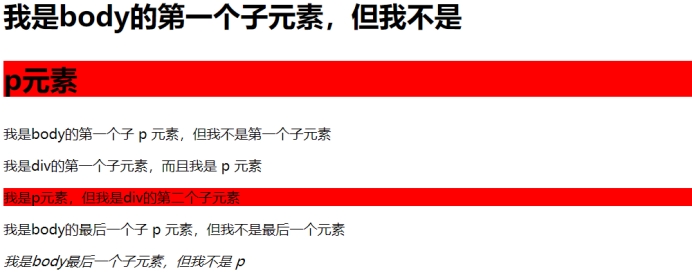 我是body的第一个子元素，但我不是
p元素
我是body的第一个子 p 元素，但我不是第一个子元素
我是div的第一个子元素，而且我是 p 元素
我是p元素，但我是div的第二个子元素
我是body的最后一个子 p 元素，但我不是最后一个元素
我是body最后一个子元素，但我不是 p